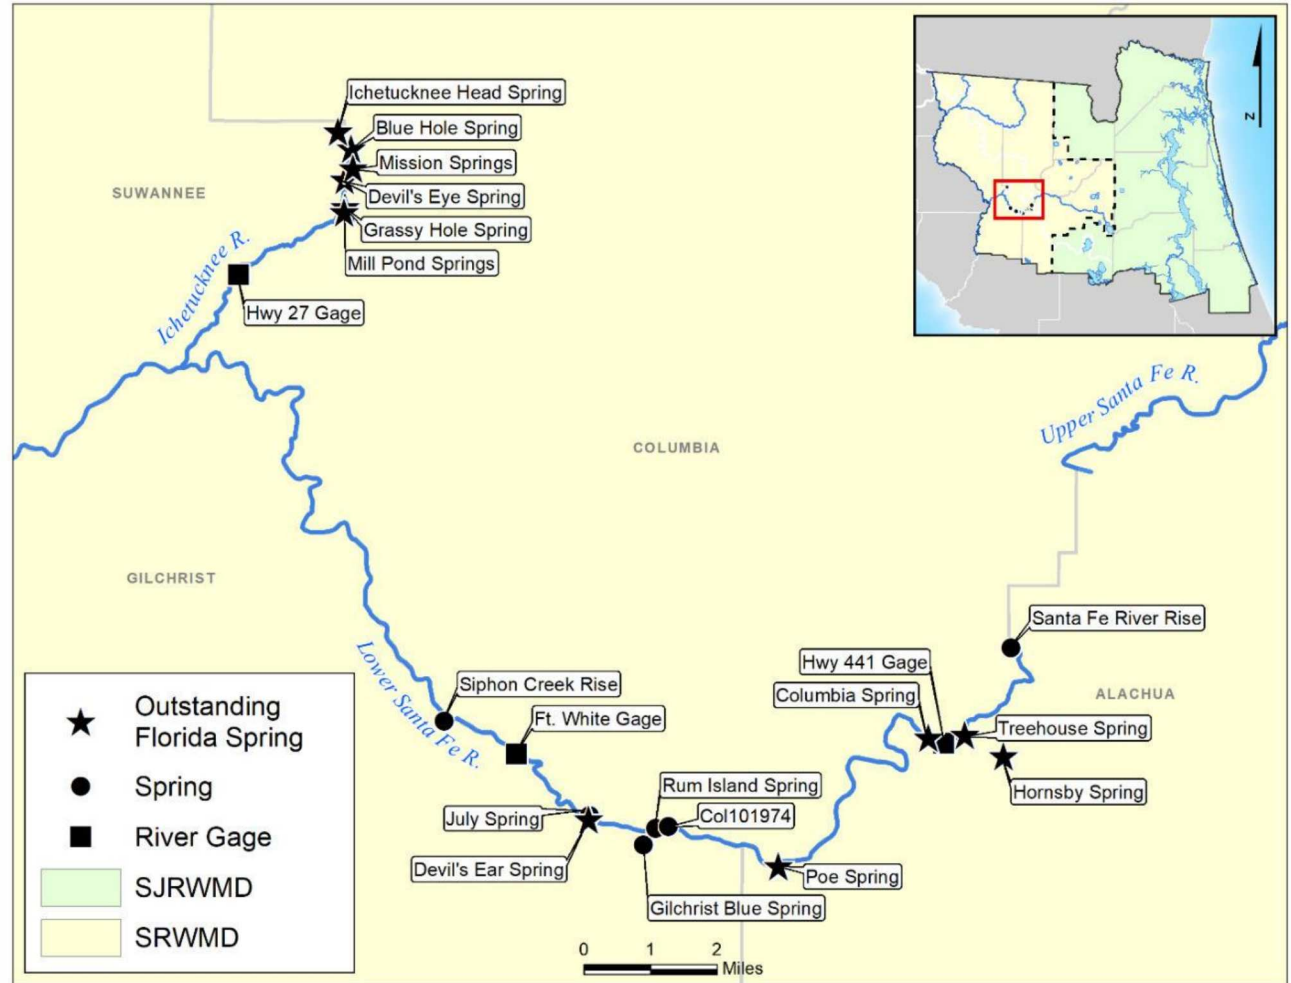 Ichetucknee Head Spring
Blue Hole Spring
Mission Springs
SUWANNEE
Devil's Eye Spring
Grassy Hole Spring
Mill Pond Springs
Ichetucknee R.
Hwy 27 Gage
N
Upper Santa Fe R.
COLUMBIA
GILCHRIST
Santa Fe River Rise
Hwy 441 Gage
Columbia Spring
ALACHUA
Siphon Creek Rise
Lower Santa Fe R.
Ft. White Gage
Treehouse Spring
Hornsby Spring
Rum Island Spring
July Spring
Col101974
Devil's Ear Spring
Poe Spring
Gilchrist Blue Spring
Outstanding
Florida Spring
Spring
River Gage
SJRWMD
SRWMD
0 1 2
Miles